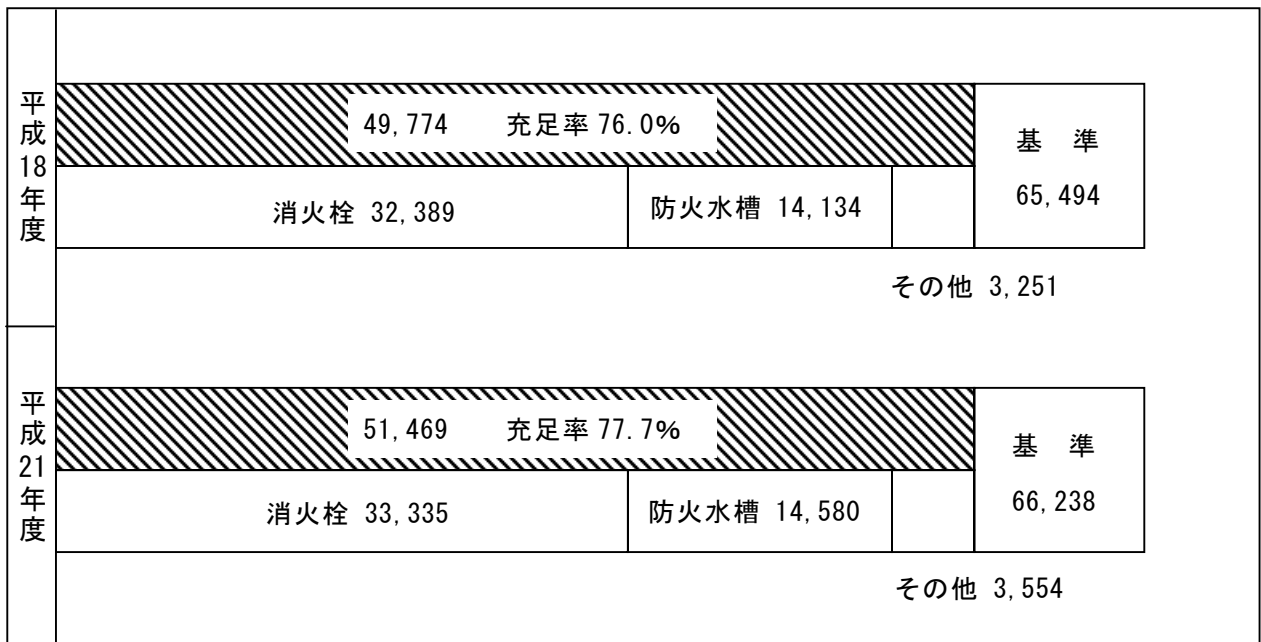 平成18年度
49,774 充足率 76.0%
基 準
65,494
消火栓 32,389
防火水槽 14,134
その他 3,251
平成21年度
51,469 充足率 77.7%
基 準
66,238
消火栓 33,335
防火水槽 14,580
その他 3,554